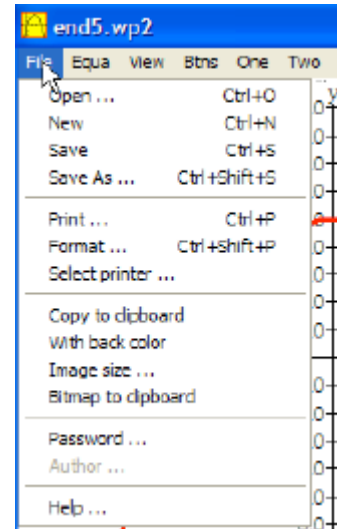 end5.wp2
File Equa View Btns One Two
Open ... Ctrl+O
New Ctrl+N
Save Ctrl+S
Save As ... Ctrl+Shift+S
Print ... Ctrl+P
Format ... Ctrl+Shift+P
Select printer ...
Copy to clipboard
With back color
Image size ...
Bitmap to clipboard
Password ...
Author ...
Help ...